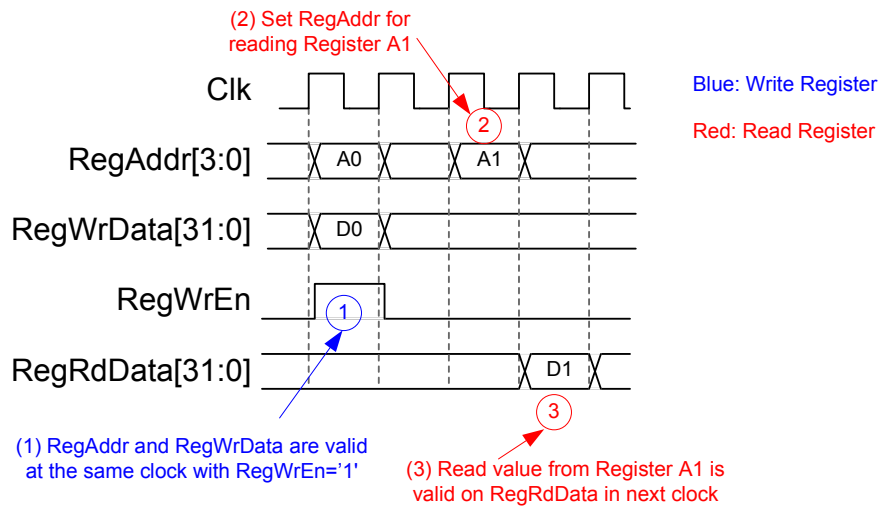 (2) Set RegAddr for
reading Register A1
Clk
Blue: Write Register
2
Red: Read Register
RegAddr[3:0]
A0
A1
RegWrData[31:0]
D0
RegWrEn
1
RegRdData[31:0]
D1
3
(1) RegAddr and RegWrData are valid
at the same clock with RegWrEn='1'
(3) Read value from Register A1 is
valid on RegRdData in next clock